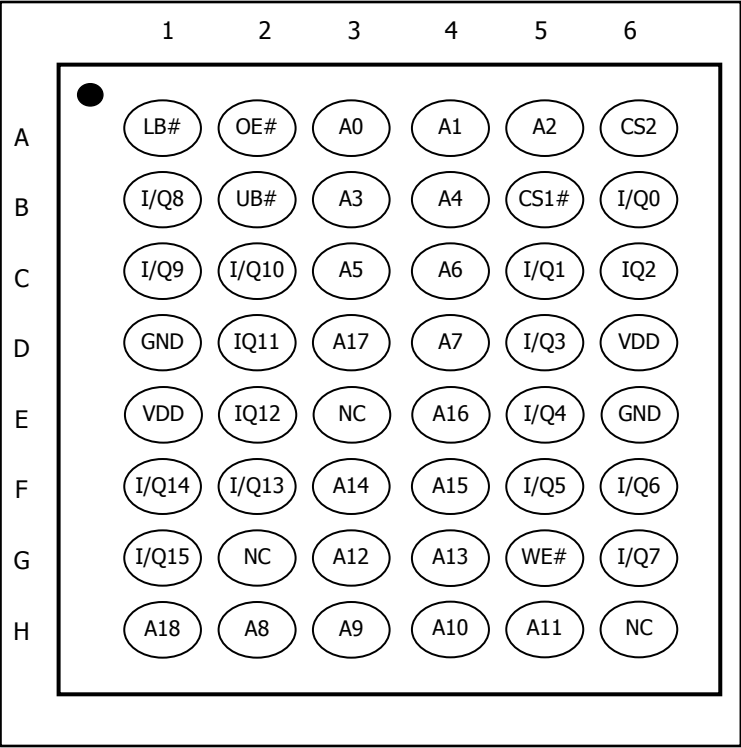 1 2 3 4 5 6
A LB# OE# A0 A1 A2 CS2
B I/Q8 UB# A3 A4 CS1# I/Q0
C I/Q9 I/Q10 A5 A6 I/Q1 IQ2
D GND IQ11 A17 A7 I/Q3 VDD
E VDD IQ12 NC A16 I/Q4 GND
F I/Q14 I/Q13 A14 A15 I/Q5 I/Q6
G I/Q15 NC A12 A13 WE# I/Q7
H A18 A8 A9 A10 A11 NC